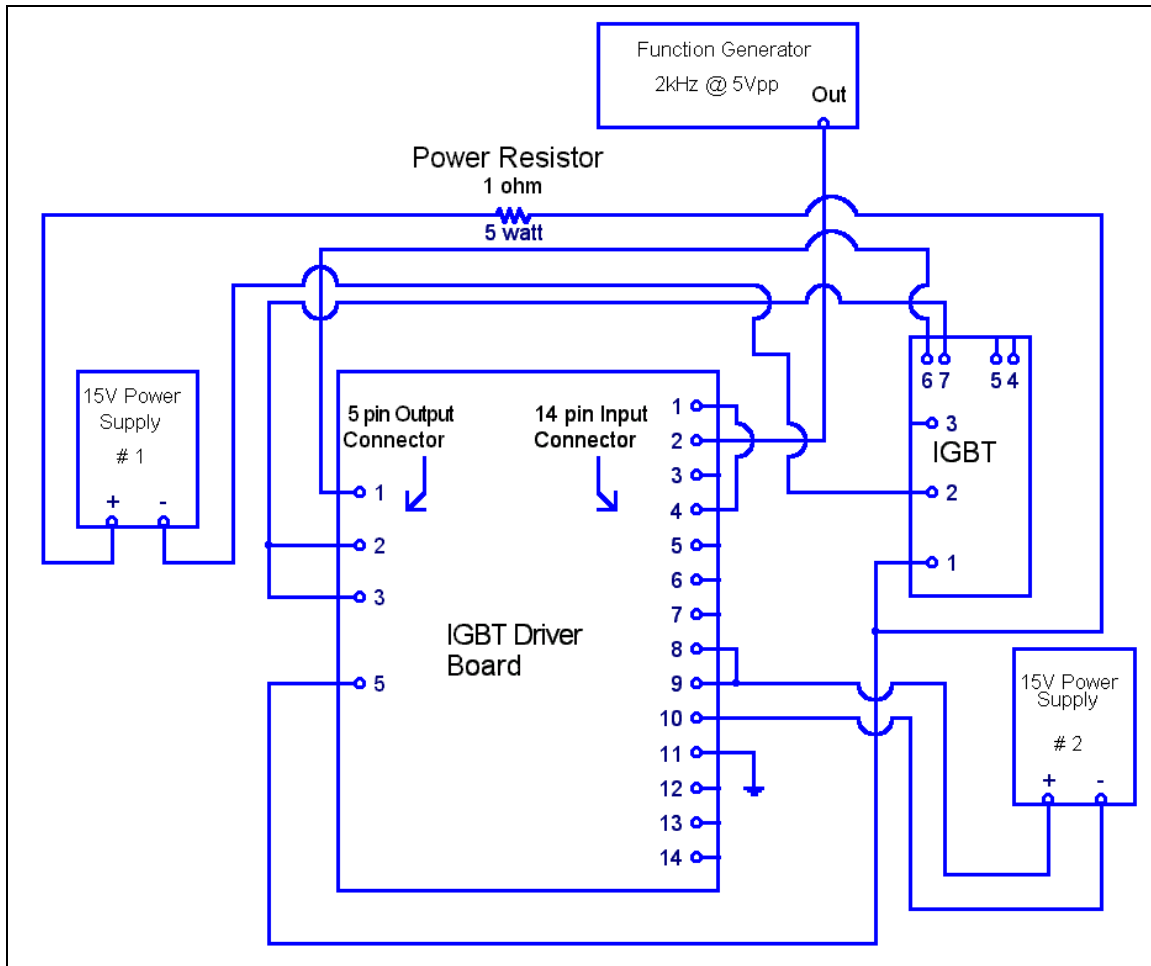 Function Generator
2kHz @ 5Vpp
Out
Power Resistor
1 ohm
5 watt
15V Power
Supply
# 1
+ -
5 pin Output
Connector
14 pin Input
Connector
1
2
3
5
IGBT Driver
Board
1
2
3
4
5
6
7
8
9
10
11
12
13
14
6 7 5 4
3
IGBT
2
1
15V Power
Supply
# 2
+ -